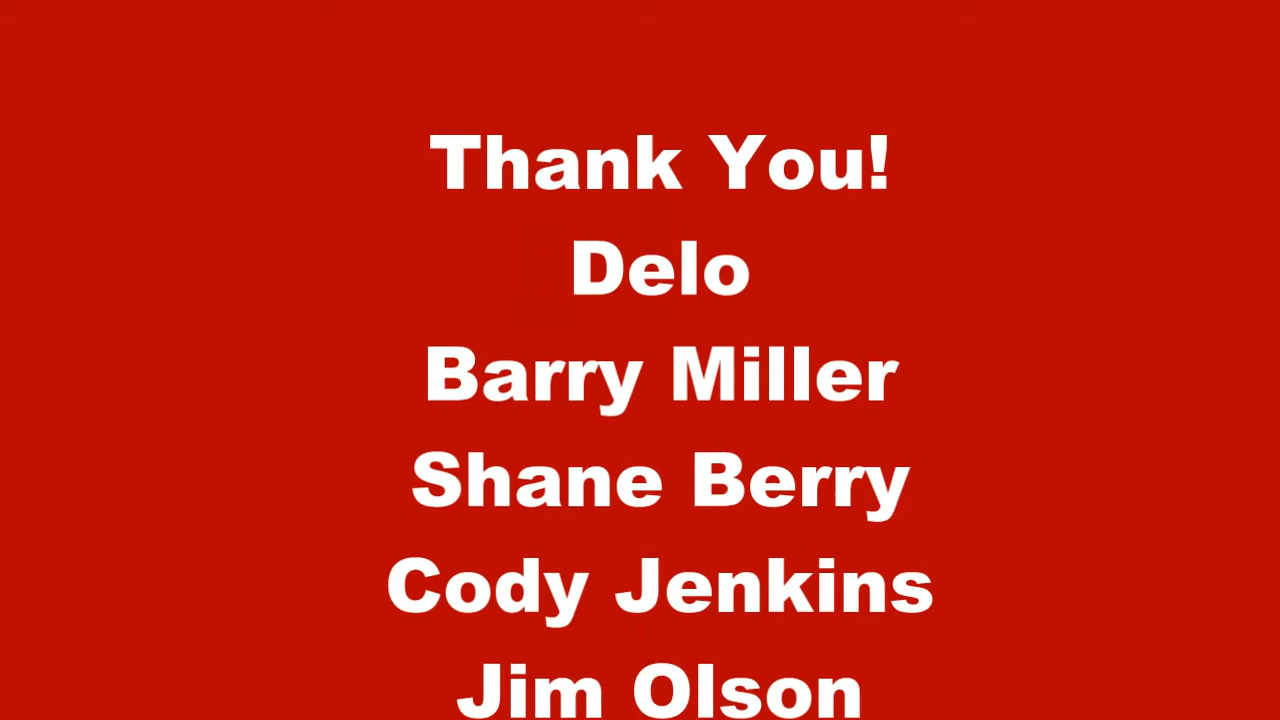 Thank You!
Delo
Barry Miller
Shane Berry
Cody Jenkins
Jim Olson